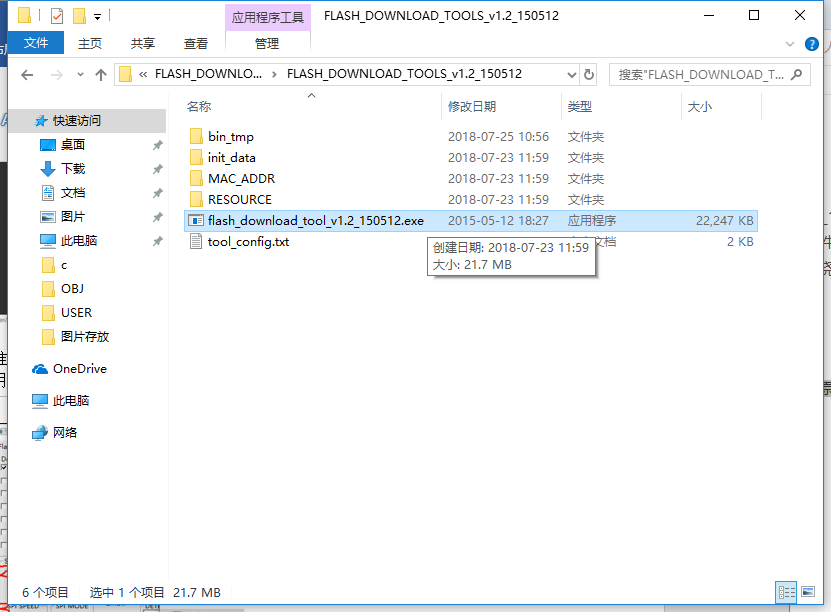 应用程序工具 FLASH_DOWNLOAD_TOOLS_v1.2_150512
文件 主页 共享 查看 管理
« FLASH_DOWNLO... › FLASH_DOWNLOAD_TOOLS_v1.2_150512
搜索"FLASH_DOWNLOAD_T...
名称 修改日期 类型 大小
快速访问
桌面
下载
文档
图片
此电脑
c
OBJ
USER
图片存放
OneDrive
此电脑
网络
bin_tmp 2018-07-25 10:56 文件夹
init_data 2018-07-23 11:59 文件夹
MAC_ADDR 2018-07-23 11:59 文件夹
RESOURCE 2018-07-23 11:59 文件夹
flash_download_tool_v1.2_150512.exe 2015-05-12 18:27 应用程序 22,247 KB
tool_config.txt 文档 2 KB
创建日期: 2018-07-23 11:59
大小: 21.7 MB
6 个项目 选中 1 个项目 21.7 MB